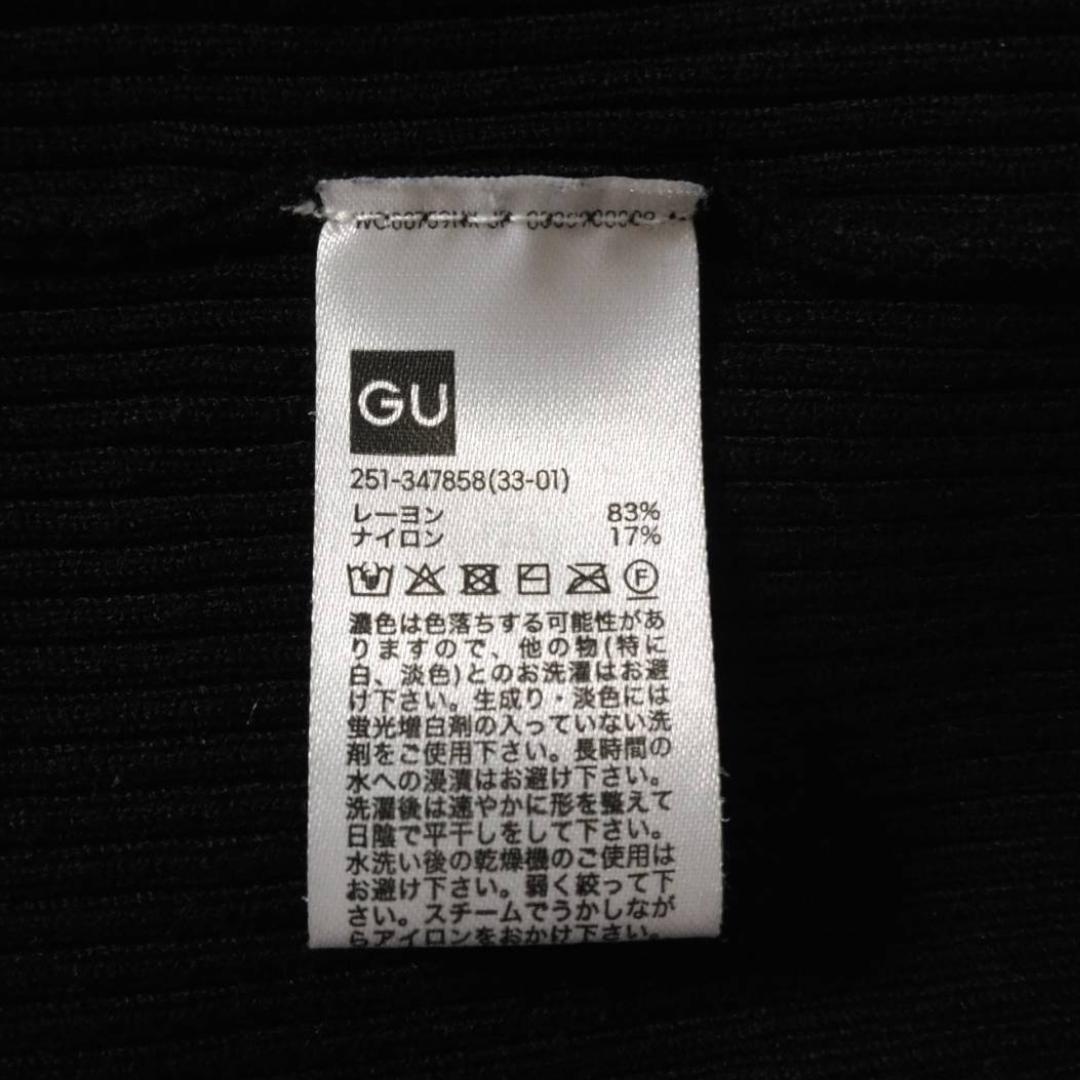 GU
251-347858(33-01)
レーヨン 83%
ナイロン 17%
F
濃色は色落ちする可能性があ
りますので、他の物(特に
白、淡色)とのお洗濯はお避
け下さい。生成り・淡色には
蛍光増白剤の入っていない洗
剤をご使用下さい。長時間の
水への浸漬はお避け下さい。
洗濯後は速やかに形を整えて
日陰で平干しをして下さい。
水洗い後の乾燥機のご使用は
お避け下さい。弱く絞って下
さい。スチームでうかしなが
らアイロンをおかけ下さい。